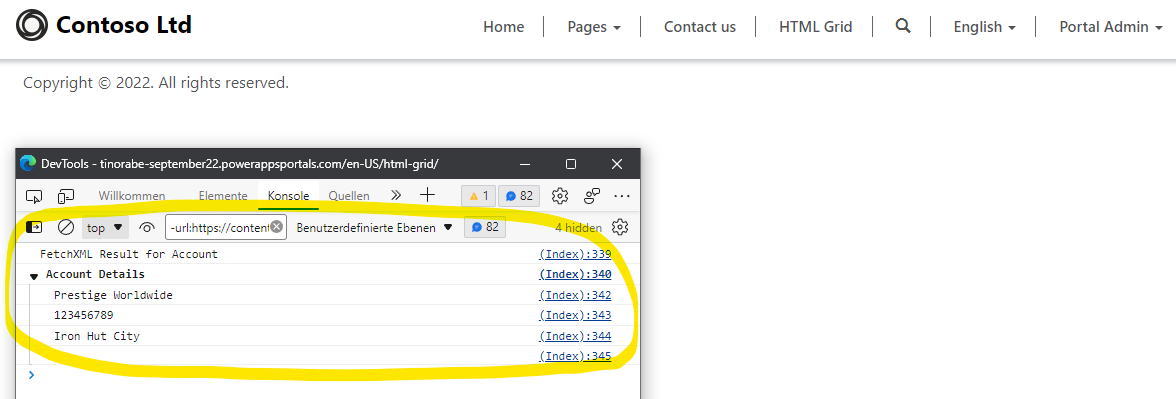 Contoso Ltd
Home Pages Contact us HTML Grid English Portal Admin
Copyright © 2022. All rights reserved.
DevTools - tinorabe-september22.powerappsportals.com/en-US/html-grid/
Willkommen Elemente Konsole Quellen 1 82
top -url:https://content Benutzerdefinierte Ebenen 82 4 hidden
FetchXML Result for Account (Index):339
Account Details (Index):340
Prestige Worldwide (Index):342
123456789 (Index):343
Iron Hut City (Index):344
(Index):345